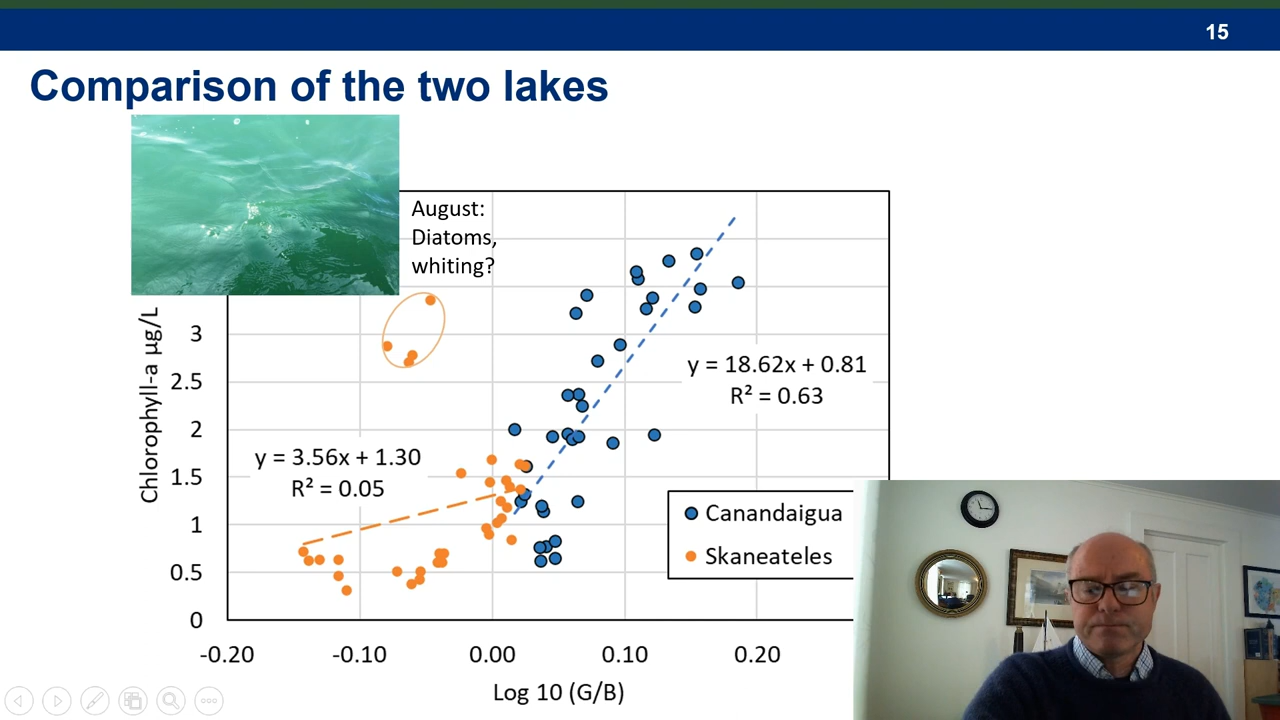 15
Comparison of the two lakes
August:
Diatoms,
whiting?
Chlorophyll-a µg/L
3
2.5
2
1.5
1
0.5
0
y = 18.62x + 0.81
R² = 0.63
y = 3.56x + 1.30
R² = 0.05
Canandaigua
Skaneateles
-0.20
-0.10
0.00
0.10
0.20
Log 10 (G/B)